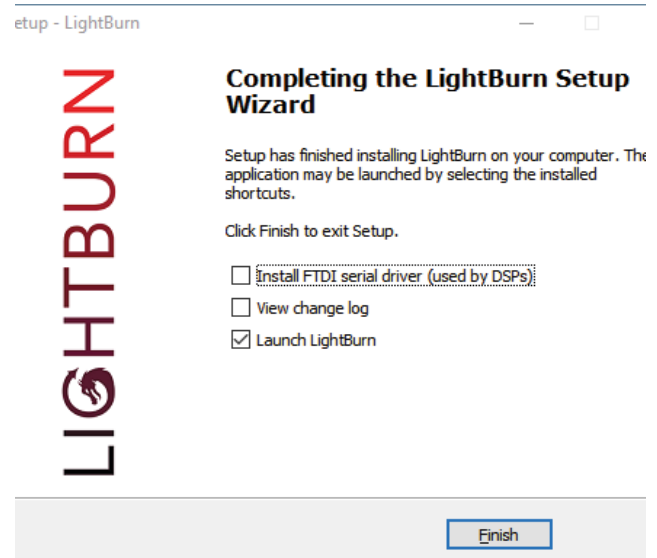 etup - LightBurn
LIGHTBURN
Completing the LightBurn Setup
Wizard
Setup has finished installing LightBurn on your computer. The
application may be launched by selecting the installed
shortcuts.
Click Finish to exit Setup.
Install FTDI serial driver (used by DSPs)
View change log
Launch LightBurn
Finish